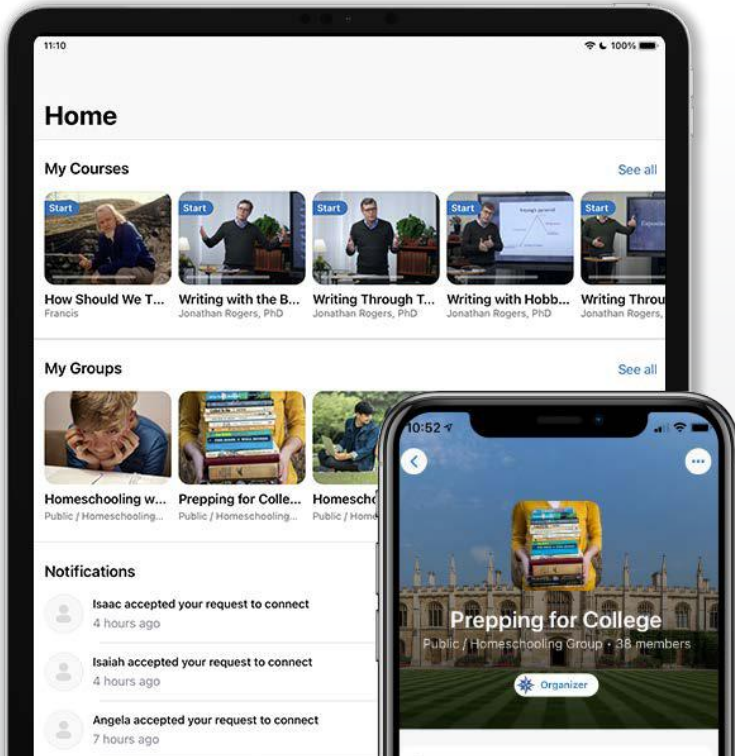 11:10
100%
Home
My Courses
See all
Start
Start
Start
Start
Start
How Should We T...
Francis
Writing with the B...
Jonathan Rogers, PhD
Writing Through T...
Jonathan Rogers, PhD
Writing with Hobb...
Jonathan Rogers, PhD
Writing Throu
Jonathan Rogers,
My Groups
See all
Homeschooling w...
Public / Homeschooling...
Prepping for Colle...
Public / Homeschooling...
Homesch
Public / Home
Notifications
Isaac accepted your request to connect
4 hours ago
Isaiah accepted your request to connect
4 hours ago
Angela accepted your request to connect
7 hours ago
10:52
Prepping for College
Public / Homeschooling Group • 38 members
Organizer